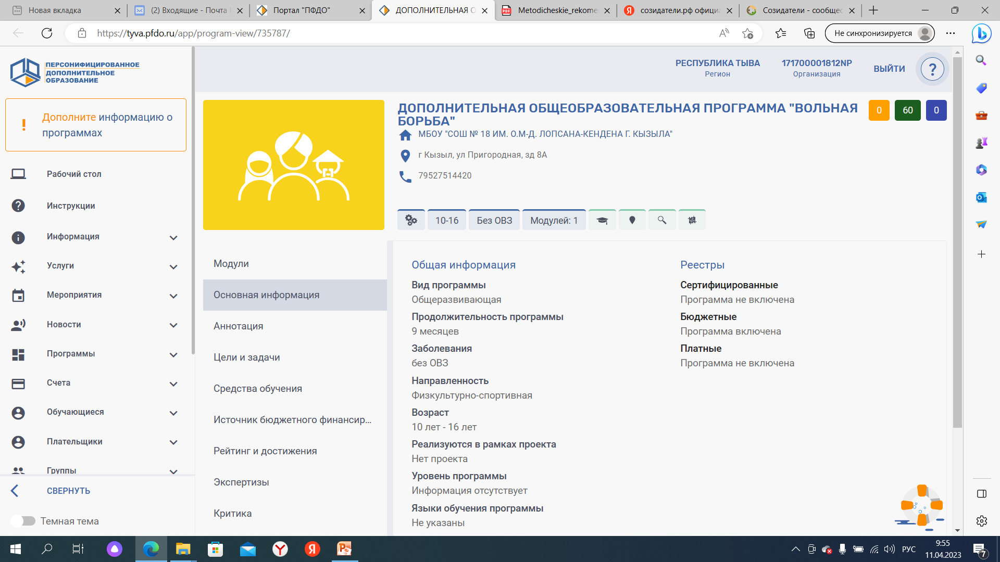 Новая вкладка
(2) Входящие - Почта
Портал "ПФДО"
ДОПОЛНИТЕЛЬНАЯ О
Metodicheskie_rekome
созидатели.рф официа
Созидатели - сообщес
https://tyva.pfdo.ru/app/program-view/735787/
Не синхронизируется
ПЕРСОНИФИЦИРОВАННОЕ
ДОПОЛНИТЕЛЬНОЕ
ОБРАЗОВАНИЕ
РЕСПУБЛИКА ТЫВА
Регион
171700001812NP
Организация
ВЫЙТИ
?
! Дополните информацию о
программах
Рабочий стол
Инструкции
Информация
Услуги
Мероприятия
Новости
Программы
Счета
Обучающиеся
Плательщики
Группы
СВЕРНУТЬ
Темная тема
ДОПОЛНИТЕЛЬНАЯ ОБЩЕОБРАЗОВАТЕЛЬНАЯ ПРОГРАММА "ВОЛЬНАЯ
БОРЬБА"
0 60 0
МБОУ "СОШ № 18 ИМ. О.М-Д. ЛОПСАНА-КЕНДЕНА Г. КЫЗЫЛА"
г Кызыл, ул Пригородная, зд 8А
79527514420
10-16 Без ОВЗ Модулей: 1
Модули
Основная информация
Аннотация
Цели и задачи
Средства обучения
Источник бюджетного финансир...
Рейтинг и достижения
Экспертизы
Критика
Общая информация
Вид программы
Общеразвивающая
Продолжительность программы
9 месяцев
Заболевания
без ОВЗ
Направленность
Физкультурно-спортивная
Возраст
10 лет - 16 лет
Реализуются в рамках проекта
Нет проекта
Уровень программы
Информация отсутствует
Языки обучения программы
Не указаны
Реестры
Сертифицированные
Программа не включена
Бюджетные
Программа включена
Платные
Программа не включена
РУС
9:55
11.04.2023
7